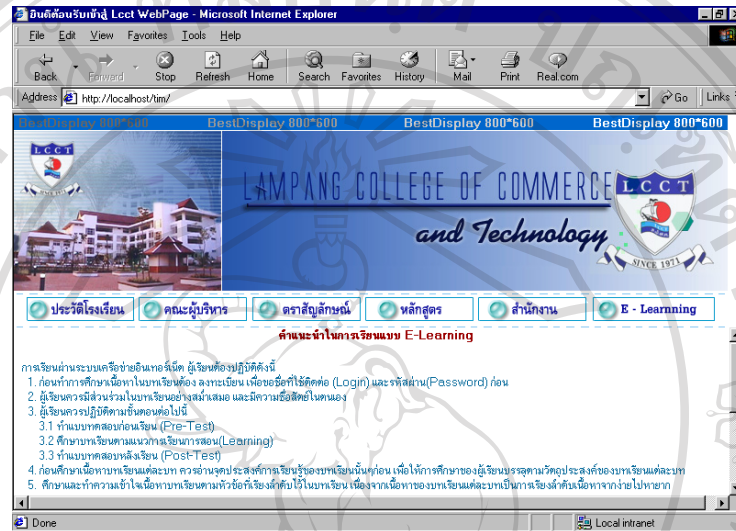 ยินดีต้อนรับเข้าสู่ Lcct WebPage - Microsoft Internet Explorer
File Edit View Favorites Tools Help
Back Forward Stop Refresh Home Search Favorites History Mail Print Real.com
Address http://localhost/tim/ Go Links
BestDisplay 800*600 BestDisplay 800*600 BestDisplay 800*600 BestDisplay 800*600
LCCT
LAMPANG COLLEGE OF COMMERCE
and Technology
LCCT
SINCE 1971
ประวัติโรงเรียน คณะผู้บริหาร ตราสัญลักษณ์ หลักสูตร สำนักงาน E - Learnning
คำแนะนำในการเรียนแบบ E-Learning
การเรียนผ่านระบบเครือข่ายอินเทอร์เน็ต ผู้เรียนต้องปฏิบัติดังนี้
1. ก่อนทำการศึกษาเนื้อหาในบทเรียนต้อง ลงทะเบียน เพื่อขอชื่อที่ใช้ติดต่อ (Login) และรหัสผ่าน(Password) ก่อน
2. ผู้เรียนควรมีส่วนร่วมในบทเรียนอย่างสม่ำเสมอ และมีความซื่อสัตย์ในตนเอง
3. ผู้เรียนควรปฏิบัติตามขั้นตอนต่อไปนี้
3.1 ทำแบบทดสอบก่อนเรียน (Pre-Test)
3.2 ศึกษาบทเรียนตามแนวการเรียนการสอน(Learning)
3.3 ทำแบบทดสอบหลังเรียน (Post-Test)
4. ก่อนศึกษาเนื้อหาบทเรียนแต่ละบท ควรอ่านจุดประสงค์การเรียนรู้ของบทเรียนนั้นๆก่อน เพื่อให้การศึกษาของผู้เรียนบรรลุตามวัตถุประสงค์ของบทเรียนแต่ละบท
5. ศึกษาและทำความเข้าใจเนื้อหาบทเรียนตามหัวข้อที่เรียงลำดับไว้ในบทเรียน เนื่องจากเนื้อหาของบทเรียนแต่ละบทเป็นการเรียงลำดับเนื้อหาจากง่ายไปหายาก
Done Local intranet